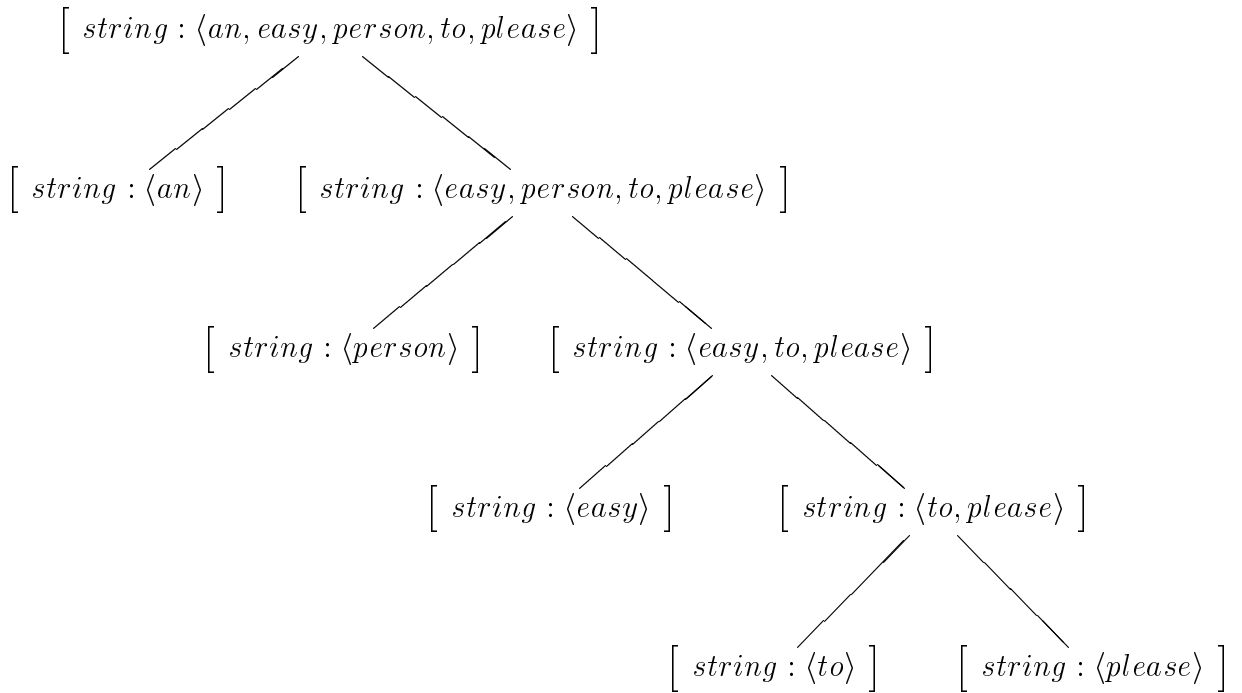 [ string : ⟨an, easy, person, to, please⟩ ]
[ string : ⟨an⟩ ] [ string : ⟨easy, person, to, please⟩ ]
[ string : ⟨person⟩ ] [ string : ⟨easy, to, please⟩ ]
[ string : ⟨easy⟩ ] [ string : ⟨to, please⟩ ]
[ string : ⟨to⟩ ] [ string : ⟨please⟩ ]